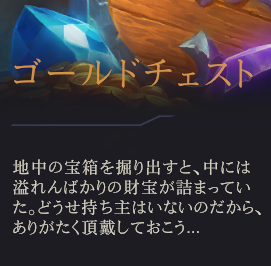 ゴールドチェスト
地中の宝箱を掘り出すと、中には
溢れんばかりの財宝が詰まってい
た。どうせ持ち主はいないのだから、
ありがたく頂戴しておこう…